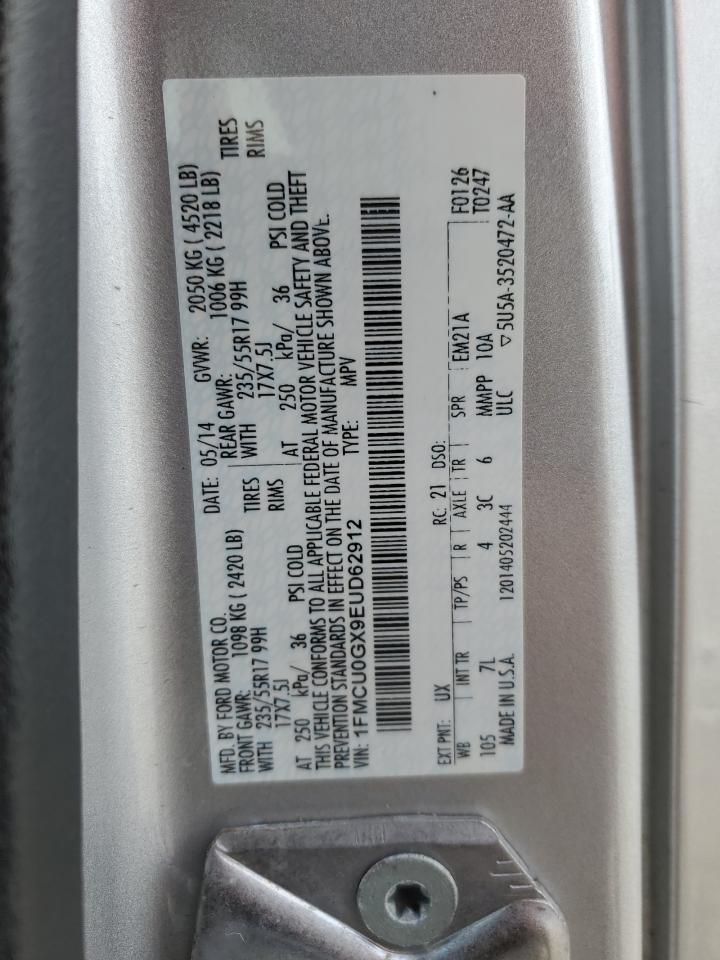 MFD. BY FORD MOTOR CO. DATE: 05/14 GVWR: 2050 KG ( 4520 LB)
FRONT GAWR: 1098 KG ( 2420 LB) REAR GAWR: 1006 KG ( 2218 LB)
WITH 235/55R17 99H TIRES WITH 235/55R17 99H TIRES
17X7.5J RIMS 17X7.5J RIMS
AT 250 kPa/ 36 PSI COLD AT 250 kPa/ 36 PSI COLD
THIS VEHICLE CONFORMS TO ALL APPLICABLE FEDERAL MOTOR VEHICLE SAFETY AND THEFT
PREVENTION STANDARDS IN EFFECT ON THE DATE OF MANUFACTURE SHOWN ABOVE.
VIN: 1FMCU0GX9EUD62912 TYPE: MPV
EXT PNT: UX RC: 21 DSO: F0126
WB INT TR TP/PS R AXLE TR SPR EM21A T0247
105 7L 4 3C 6 MMPP 10A
MADE IN U.S.A. 1201405202444 ULC ▽5U5A-3520472-AA